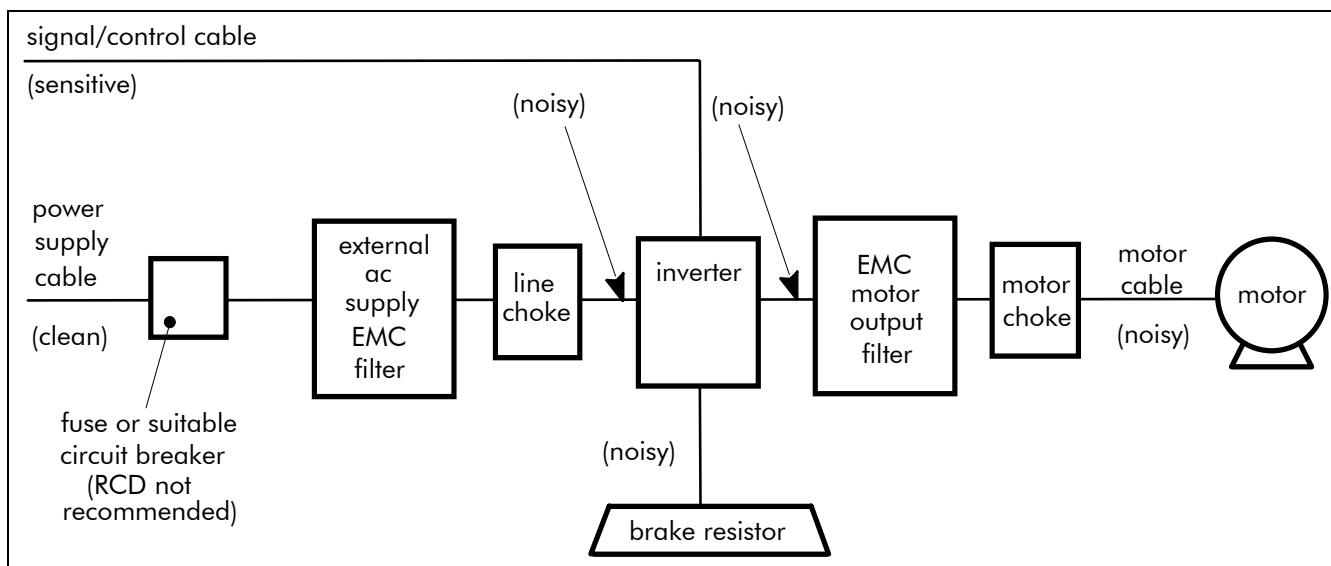 signal/control cable
(sensitive)
(noisy)
(noisy)
power
supply
cable
(clean)
fuse or suitable
circuit breaker
(RCD not
recommended)
external
ac
supply
EMC
filter
line
choke
inverter
(noisy)
brake resistor
EMC
motor
output
filter
motor
choke
motor
cable
(noisy)
motor